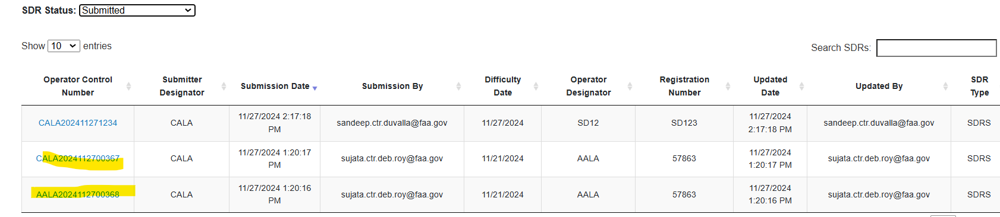 SDR Status: Submitted
Show 10 entries
Search SDRs:
Operator Control Number
Submitter Designator
Submission Date
Submission By
Difficulty Date
Operator Designator
Registration Number
Updated Date
Updated By
SDR Type
CALA202411271234 CALA 11/27/2024 2:17:18 PM sandeep.ctr.duvalla@faa.gov 11/27/2024 SD12 SD123 11/27/2024 2:17:18 PM sandeep.ctr.duvalla@faa.gov SDRS
CALA2024112700367 CALA 11/27/2024 1:20:17 PM sujata.ctr.deb.roy@faa.gov 11/21/2024 AALA 57863 11/27/2024 1:20:17 PM sujata.ctr.deb.roy@faa.gov SDRS
AALA2024112700368 CALA 11/27/2024 1:20:16 PM sujata.ctr.deb.roy@faa.gov 11/21/2024 AALA 57863 11/27/2024 1:20:16 PM sujata.ctr.deb.roy@faa.gov SDRS